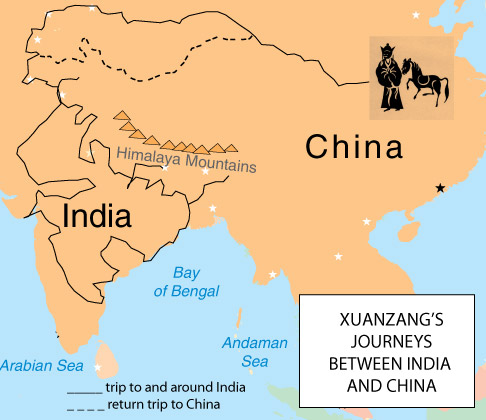 China
Himalaya Mountains
India
Bay
of Bengal
Andaman
Sea
Arabian Sea
_____ trip to and around India
_ _ _ _ return trip to China
XUANZANG'S
JOURNEYS
BETWEEN INDIA
AND CHINA